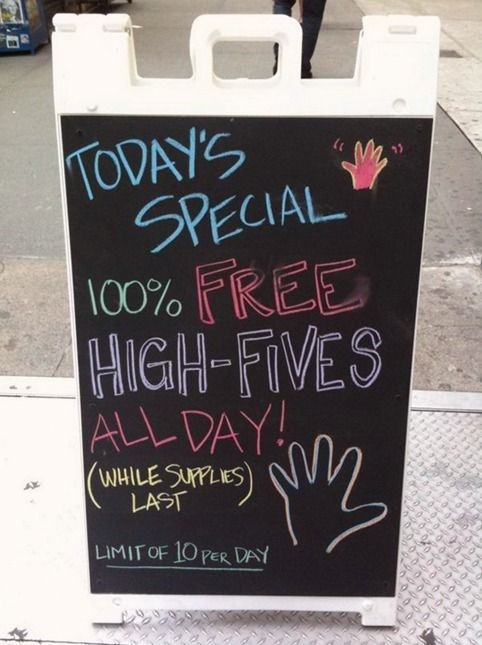 TODAY'S
SPECIAL
100% FREE
HIGH-FIVES
ALL DAY!
(WHILE SUPPLIES)
LAST
LIMIT OF 10 PER DAY